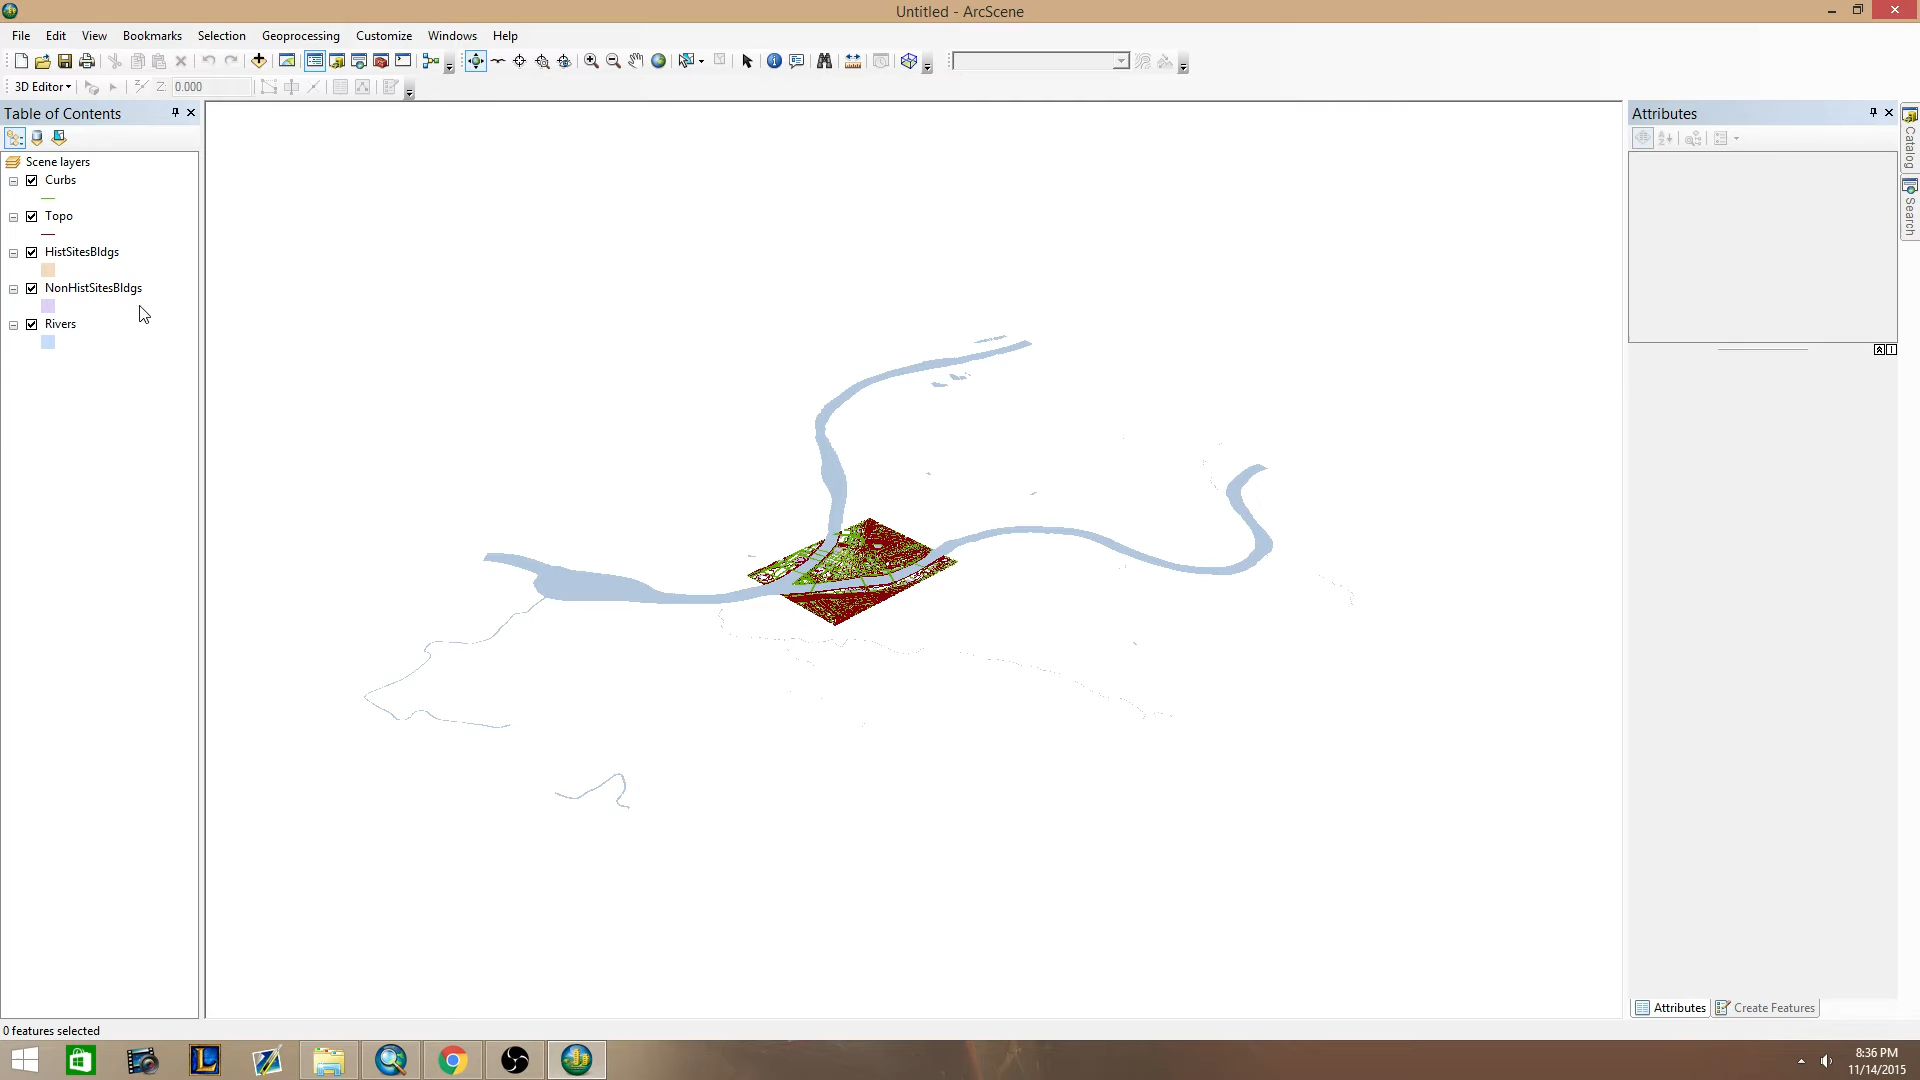 Untitled - ArcScene
File Edit View Bookmarks Selection Geoprocessing Customize Windows Help
3D Editor Z: 0.000
Table of Contents
Attributes
Scene layers
Curbs
Topo
HistSitesBldgs
NonHistSitesBldgs
Rivers
Catalog
Search
Attributes Create Features
0 features selected
8:36 PM
11/14/2015